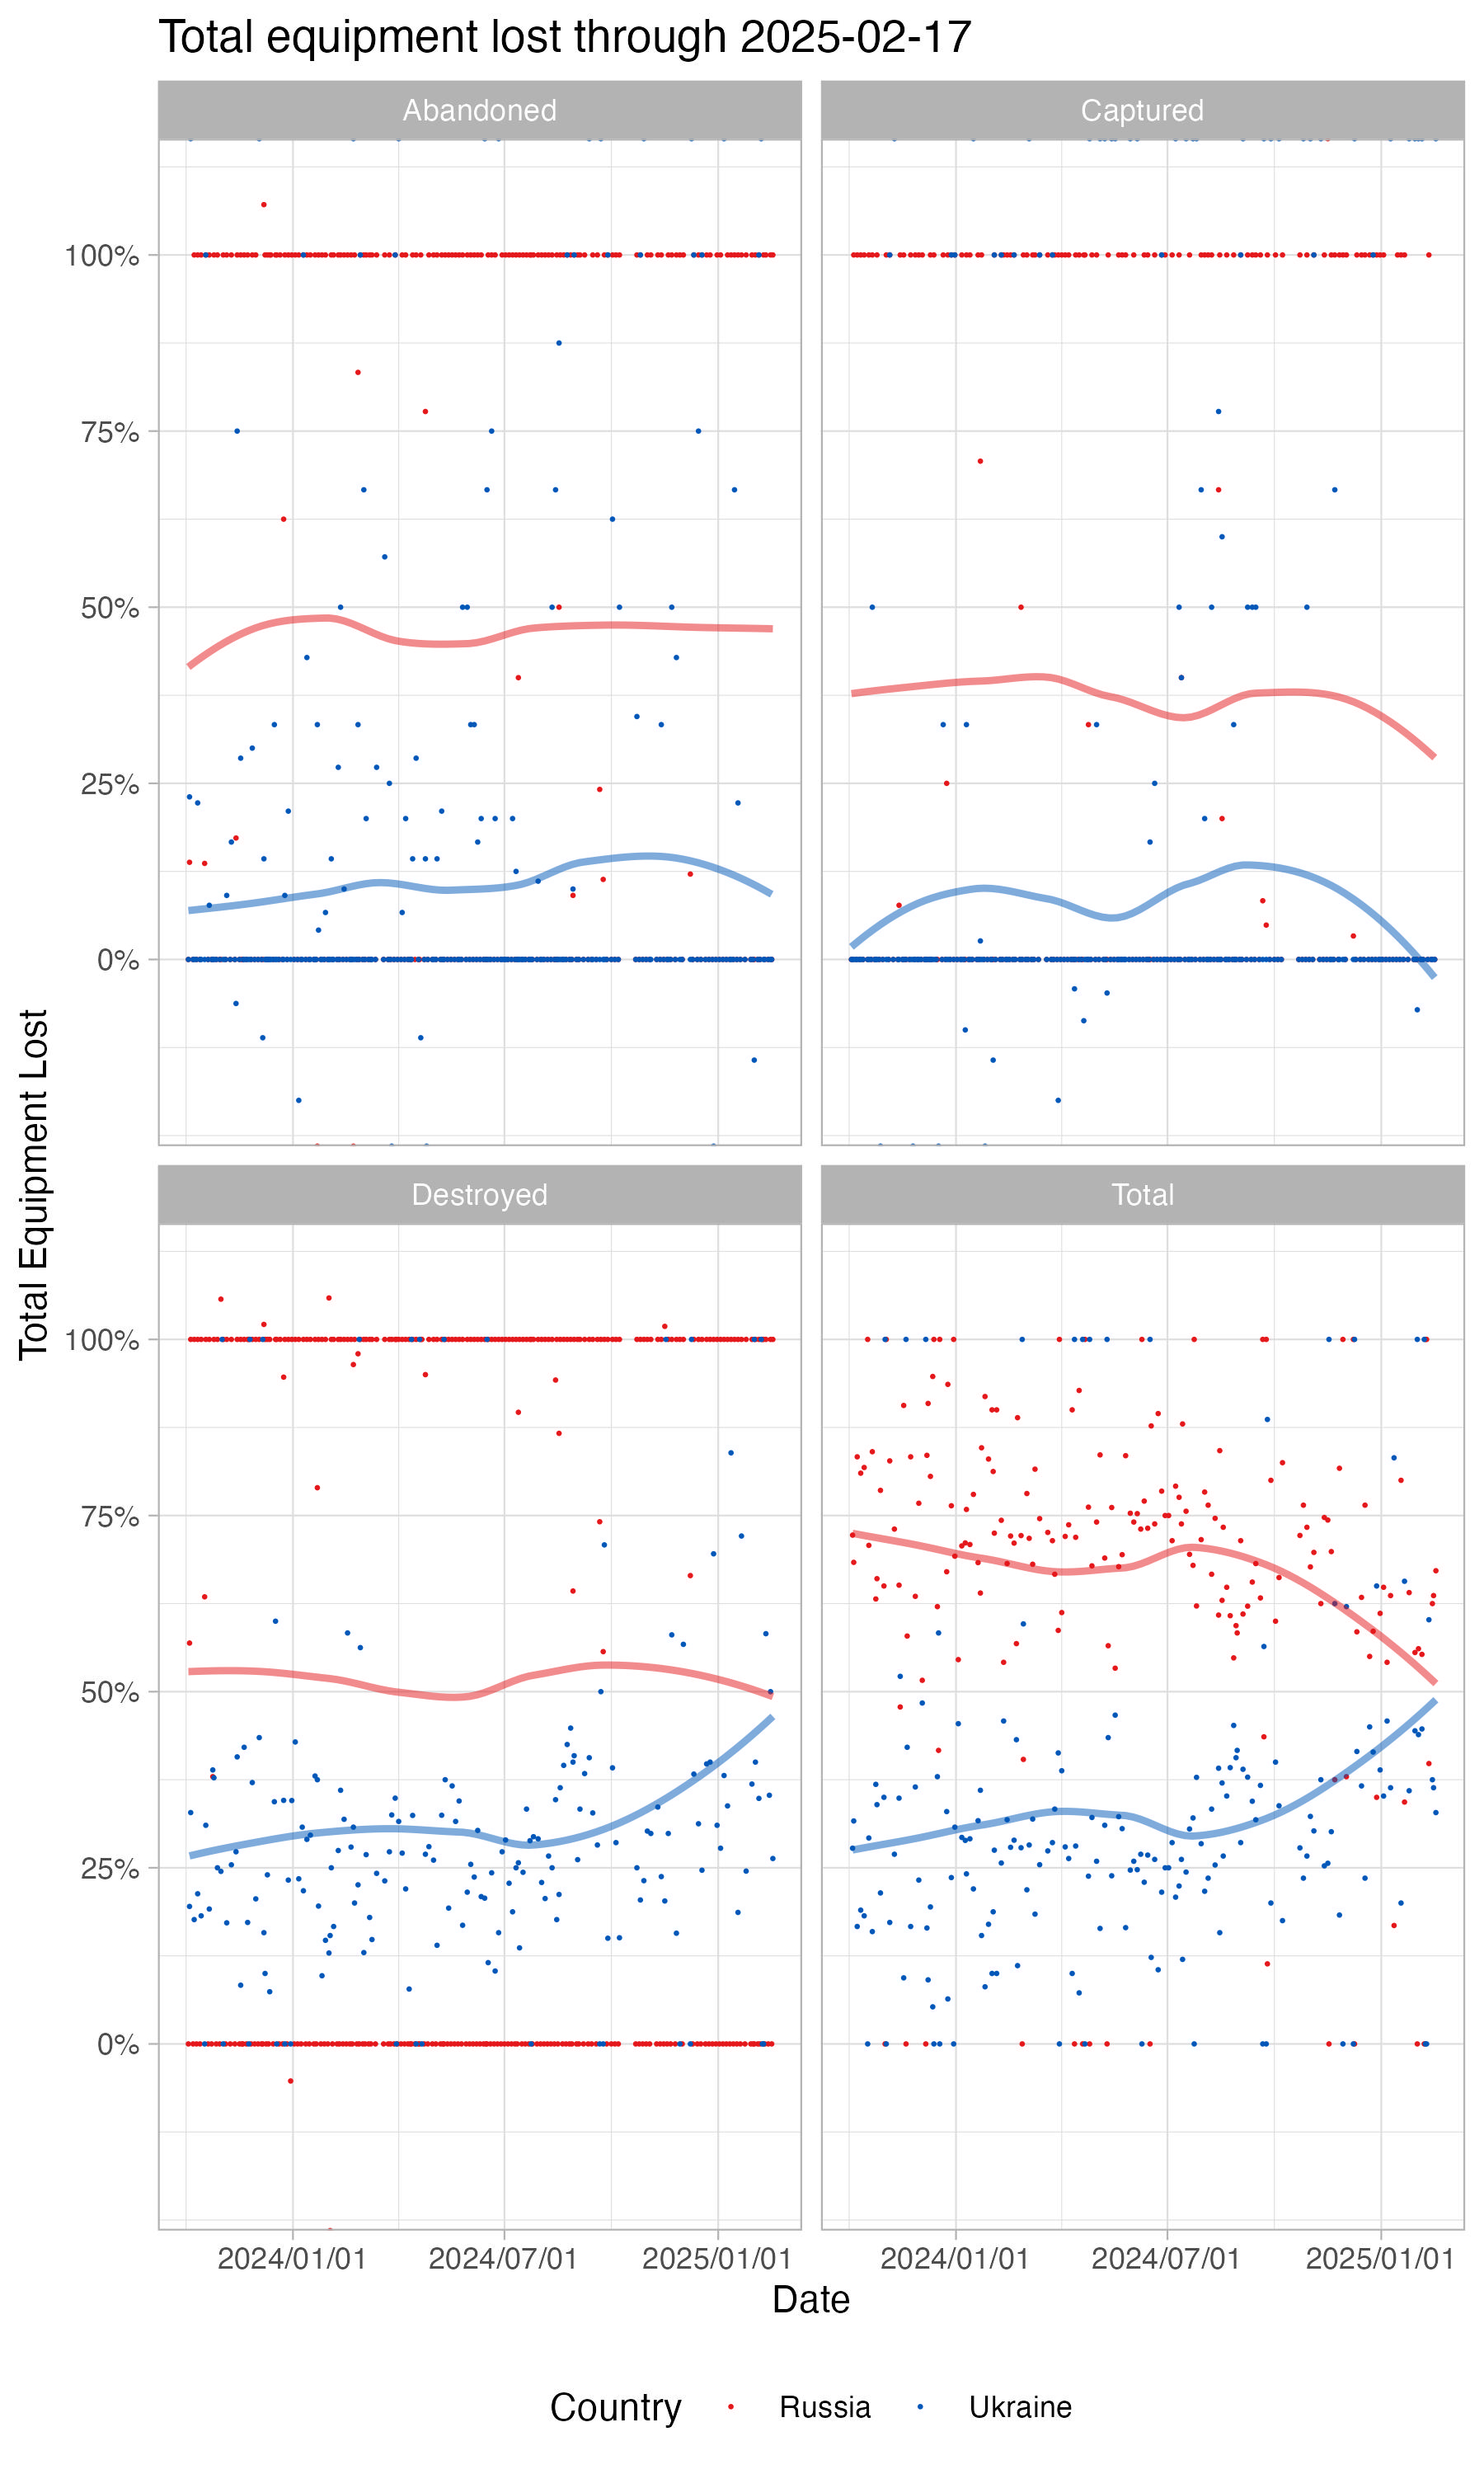 Total equipment lost through 2025-02-17
Abandoned
Captured
100%
75%
50%
25%
0%
Destroyed
Total
100%
75%
50%
25%
0%
Total Equipment Lost
2024/01/01
2024/07/01
2025/01/01
2024/01/01
2024/07/01
2025/01/01
Date
Country
Russia
Ukraine